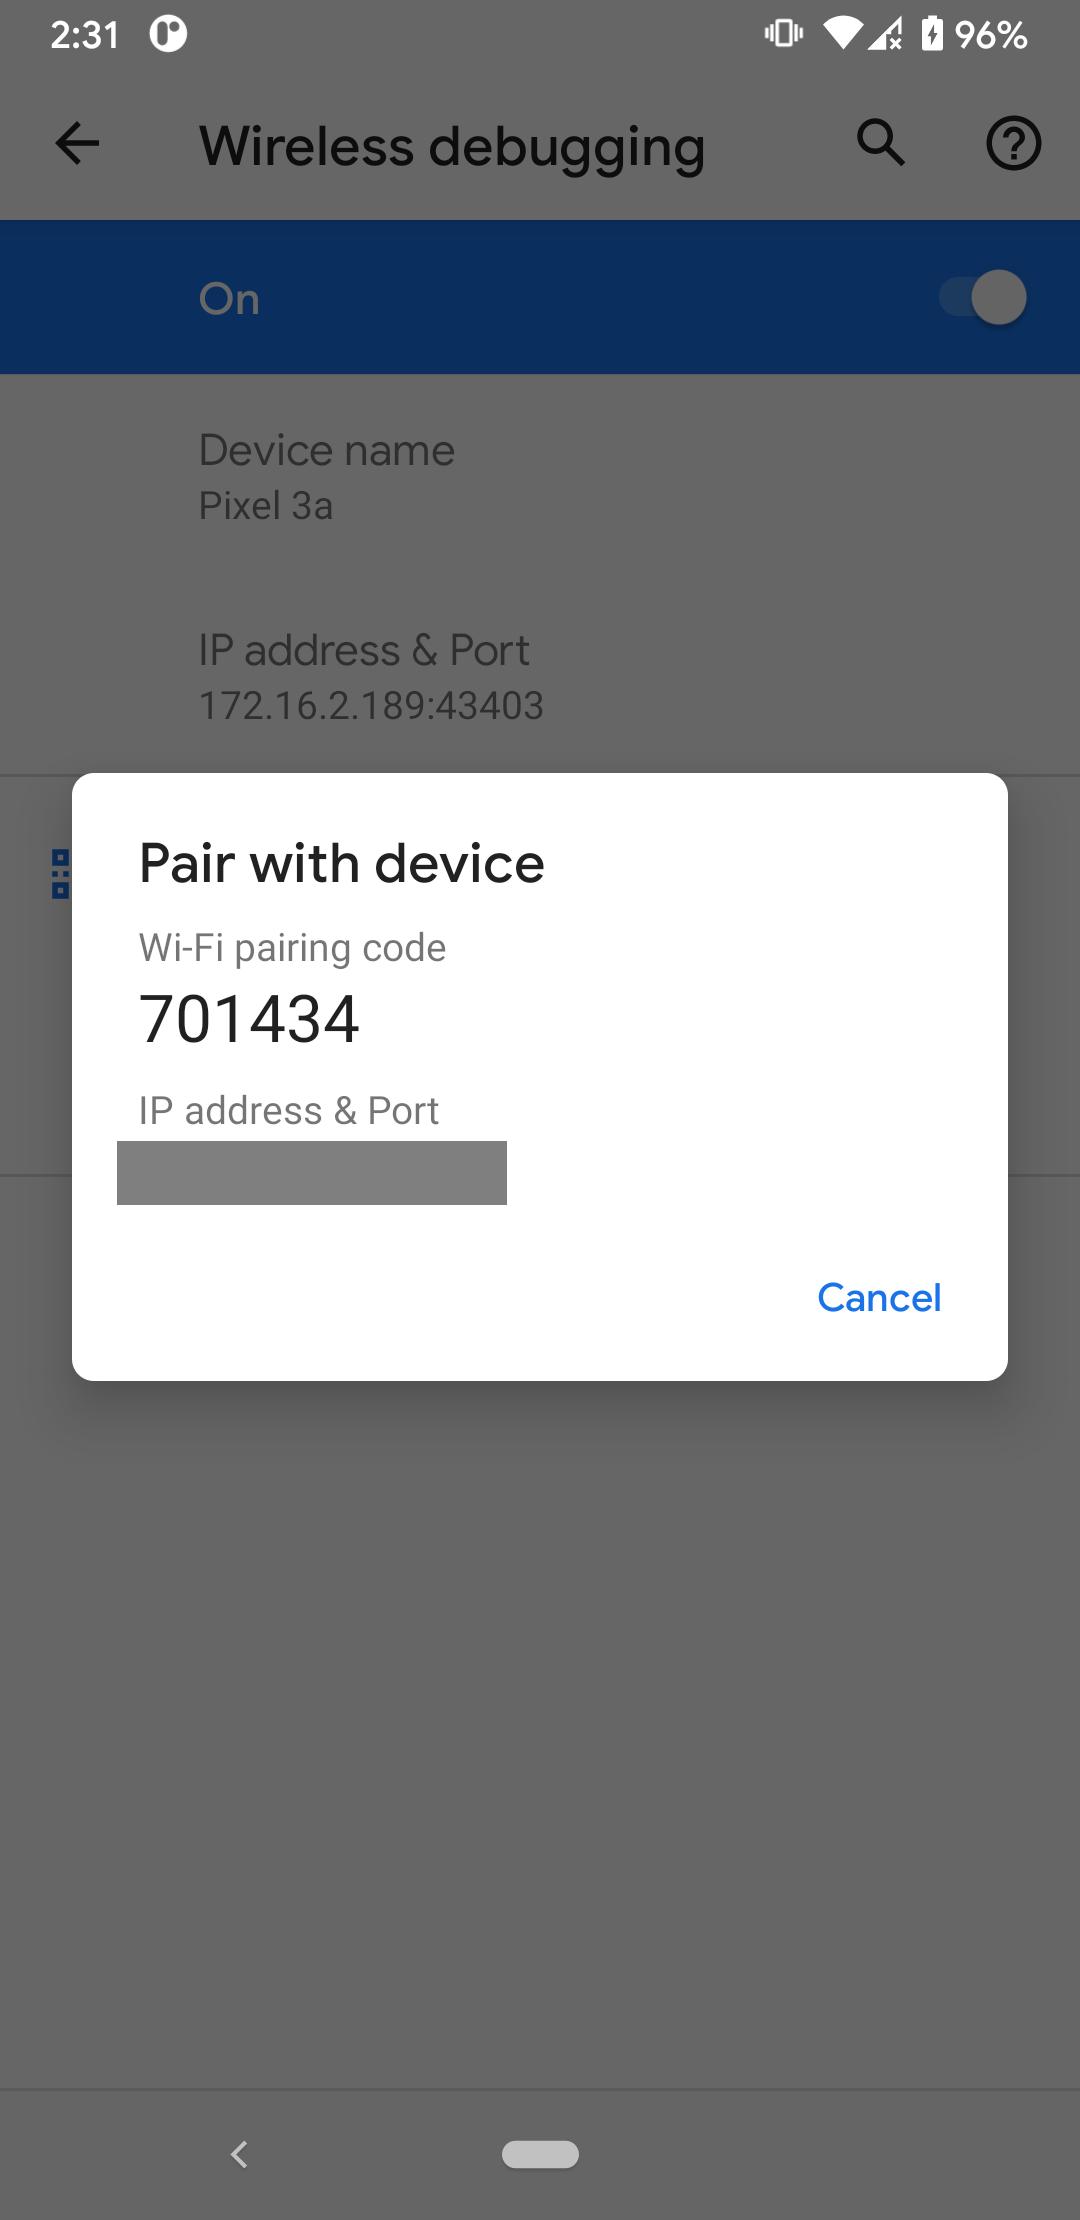 2:31
96%
Wireless debugging
On
Device name
Pixel 3a
IP address & Port
172.16.2.189:43403
Pair with device
Wi-Fi pairing code
701434
IP address & Port
Cancel